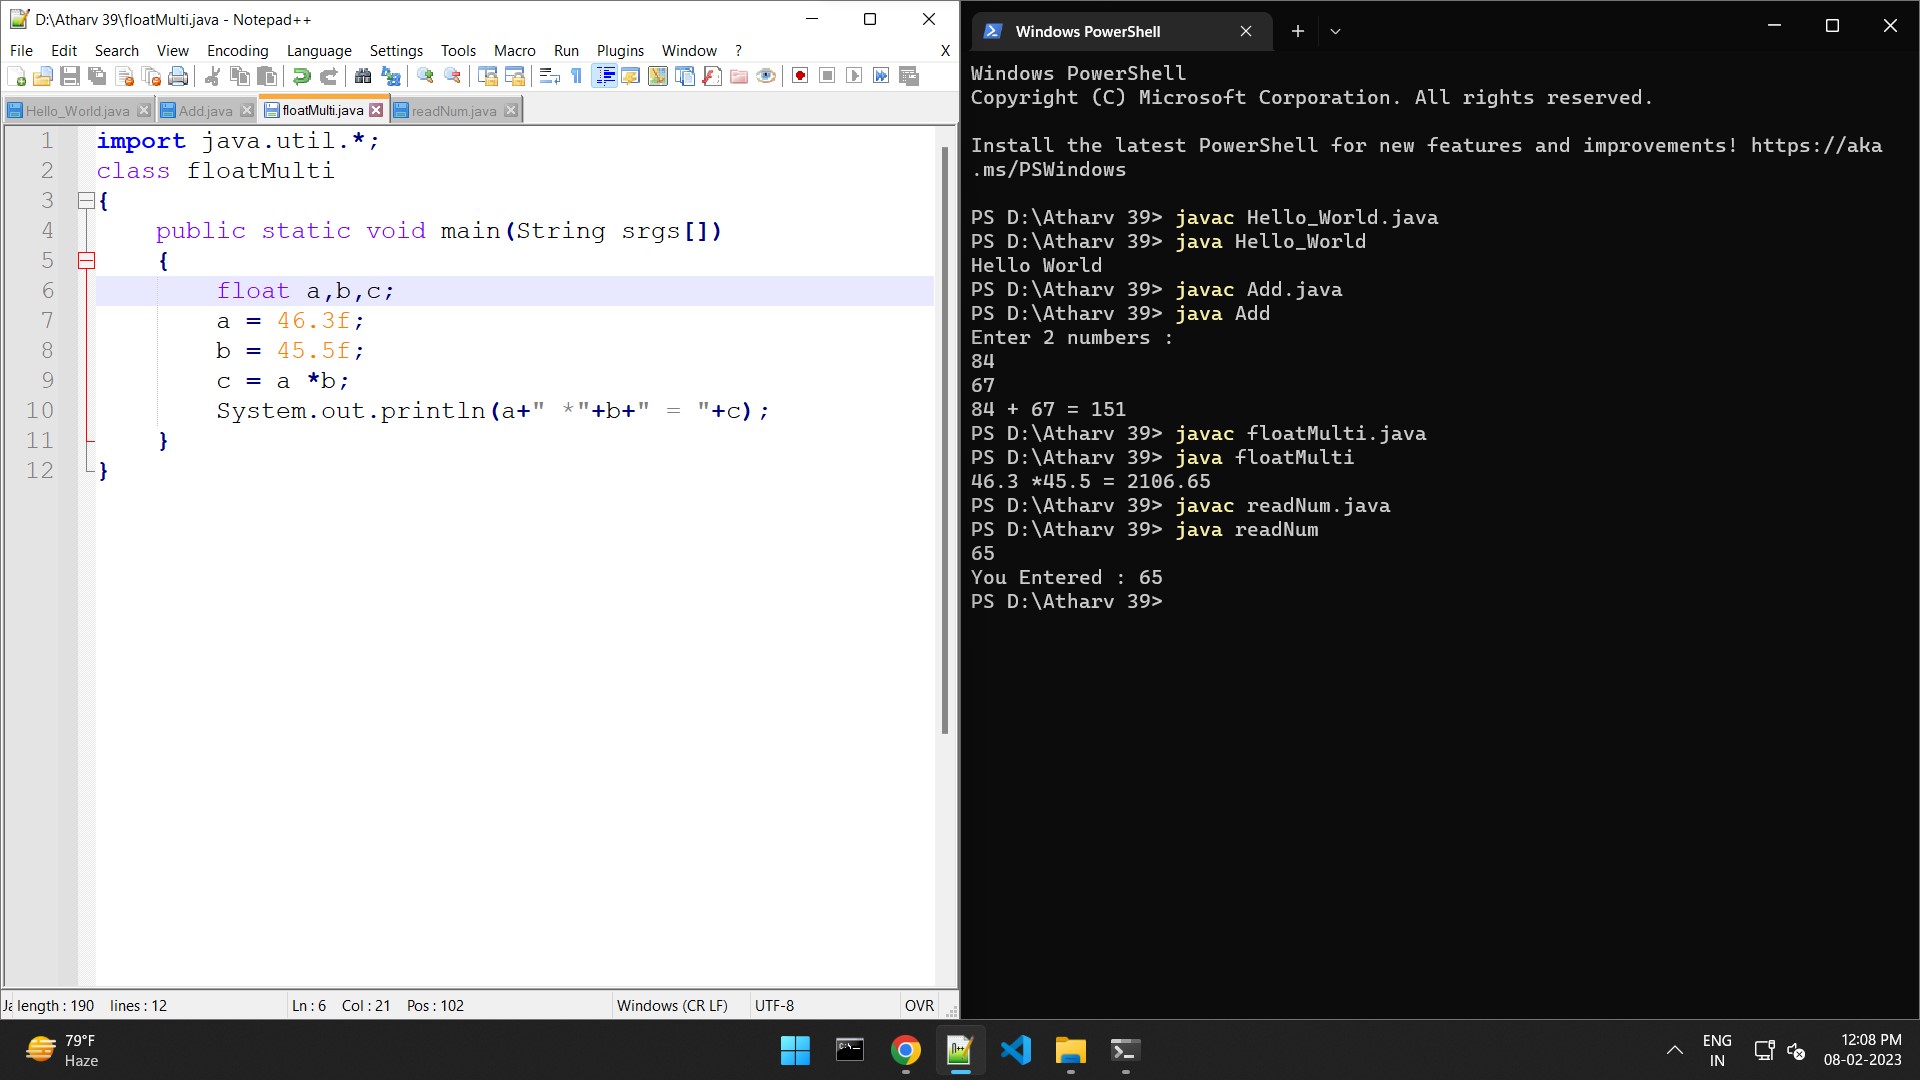 D:\Atharv 39\floatMulti.java - Notepad++
File Edit Search View Encoding Language Settings Tools Macro Run Plugins Window ? X
Hello_World.java Add.java floatMulti.java readNum.java
1 import java.util.*;
2 class floatMulti
3 {
4 public static void main(String srgs[])
5 {
6 float a,b,c;
7 a = 46.3f;
8 b = 45.5f;
9 c = a *b;
10 System.out.println(a+" *"+b+" = "+c);
11 }
12 }
length : 190 lines : 12 Ln : 6 Col : 21 Pos : 102 Windows (CR LF) UTF-8 OVR
Windows PowerShell
Windows PowerShell
Copyright (C) Microsoft Corporation. All rights reserved.
Install the latest PowerShell for new features and improvements! https://aka
.ms/PSWindows
PS D:\Atharv 39> javac Hello_World.java
PS D:\Atharv 39> java Hello_World
Hello World
PS D:\Atharv 39> javac Add.java
PS D:\Atharv 39> java Add
Enter 2 numbers :
84
67
84 + 67 = 151
PS D:\Atharv 39> javac floatMulti.java
PS D:\Atharv 39> java floatMulti
46.3 *45.5 = 2106.65
PS D:\Atharv 39> javac readNum.java
PS D:\Atharv 39> java readNum
65
You Entered : 65
PS D:\Atharv 39>
79°F
Haze
ENG
IN
12:08 PM
08-02-2023